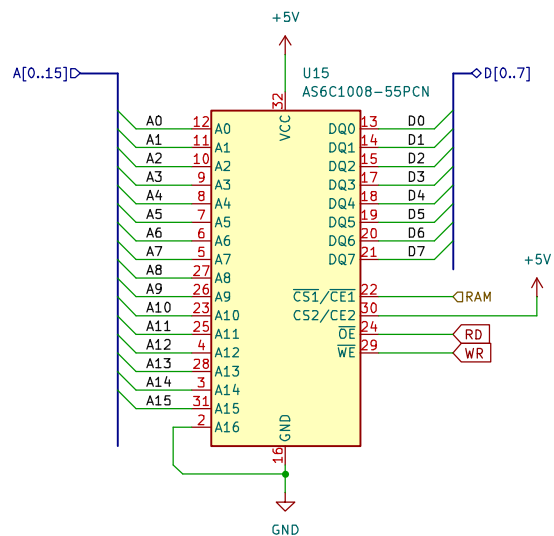 +5V
A[0..15]
U15
D[0..7]
AS6C1008-55PCN
32
VCC
A0 12 A0 DQ0 13 D0
A1 11 A1 DQ1 14 D1
A2 10 A2 DQ2 15 D2
A3 9 A3 DQ3 17 D3
A4 8 A4 DQ4 18 D4
A5 7 A5 DQ5 19 D5
A6 6 A6 DQ6 20 D6
A7 5 A7 DQ7 21 D7
A8 27 A8
+5V
A9 26 A9 CS1/CE1 22 RAM
A10 23 A10 CS2/CE2 30
A11 25 A11 OE 24 RD
A12 4 A12 WE 29 WR
A13 28 A13
A14 3 A14
A15 31 A15
2 A16
GND
16
GND